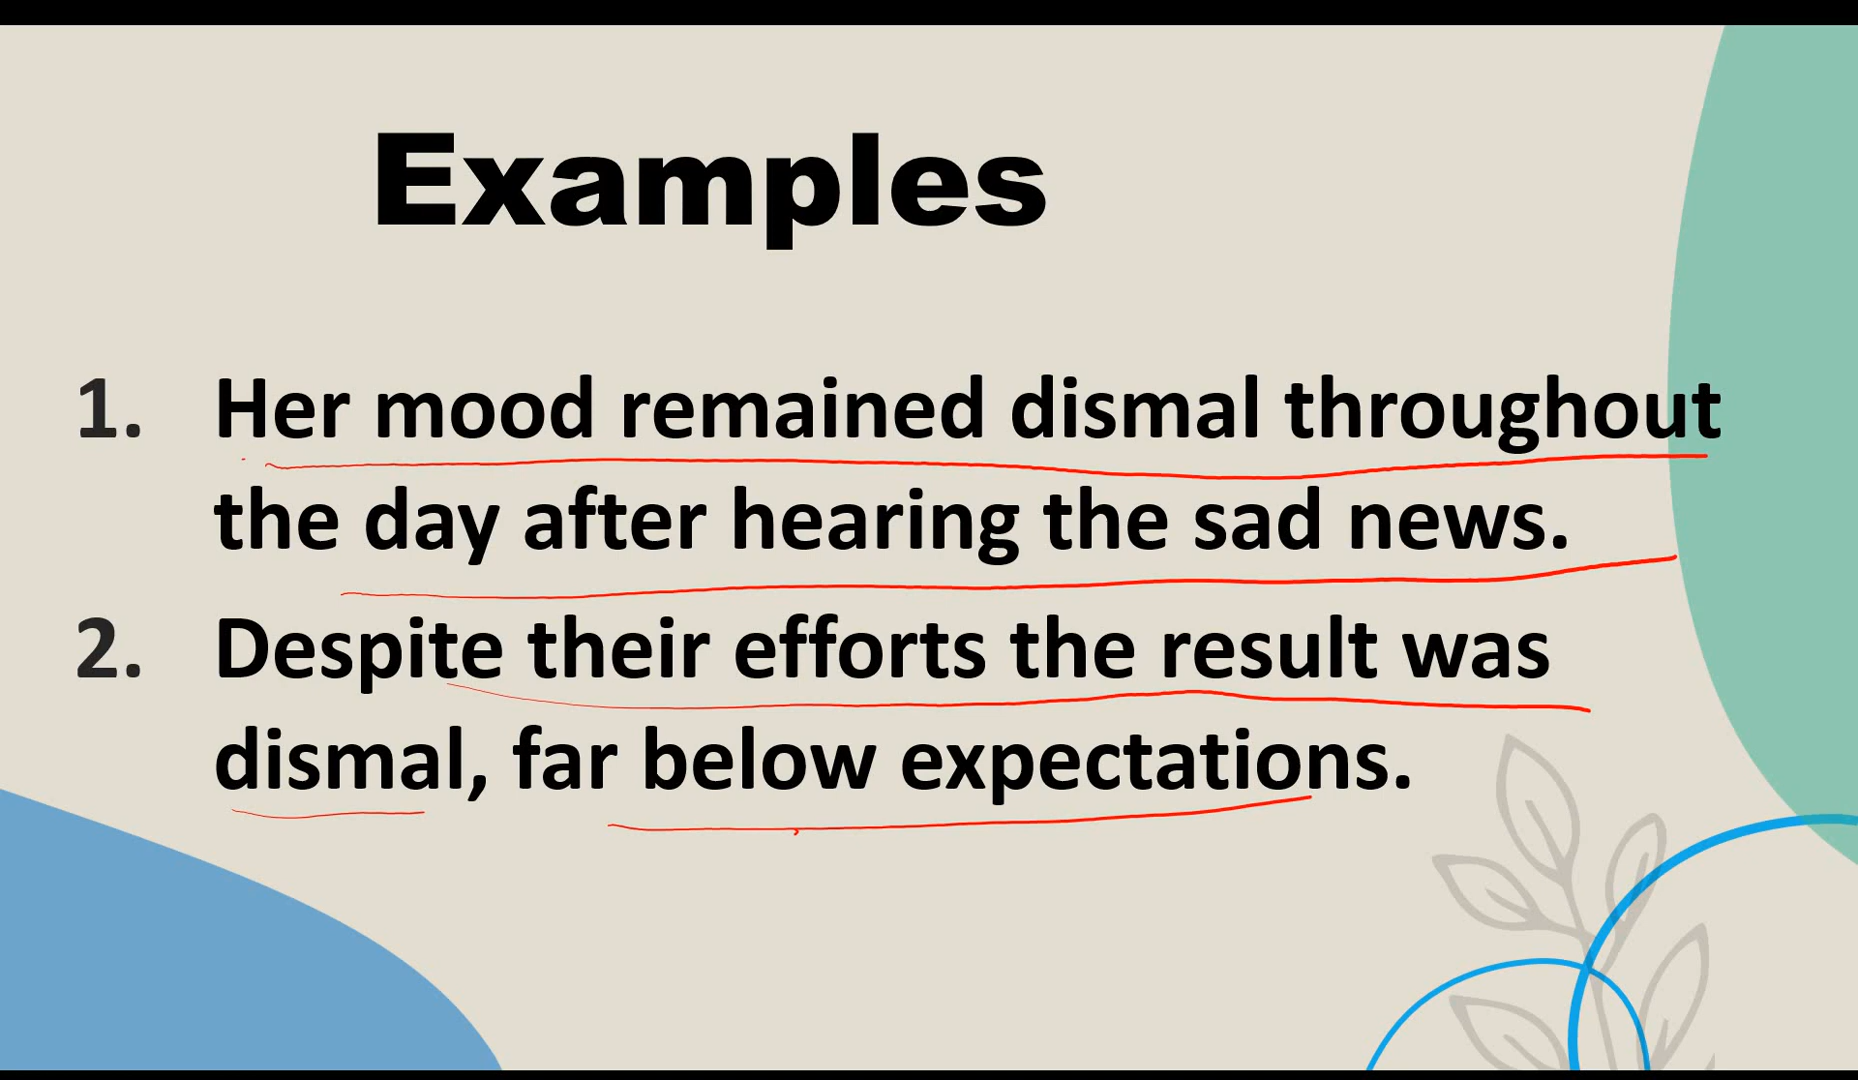 Examples
1. Her mood remained dismal throughout
the day after hearing the sad news.
2. Despite their efforts the result was
dismal, far below expectations.